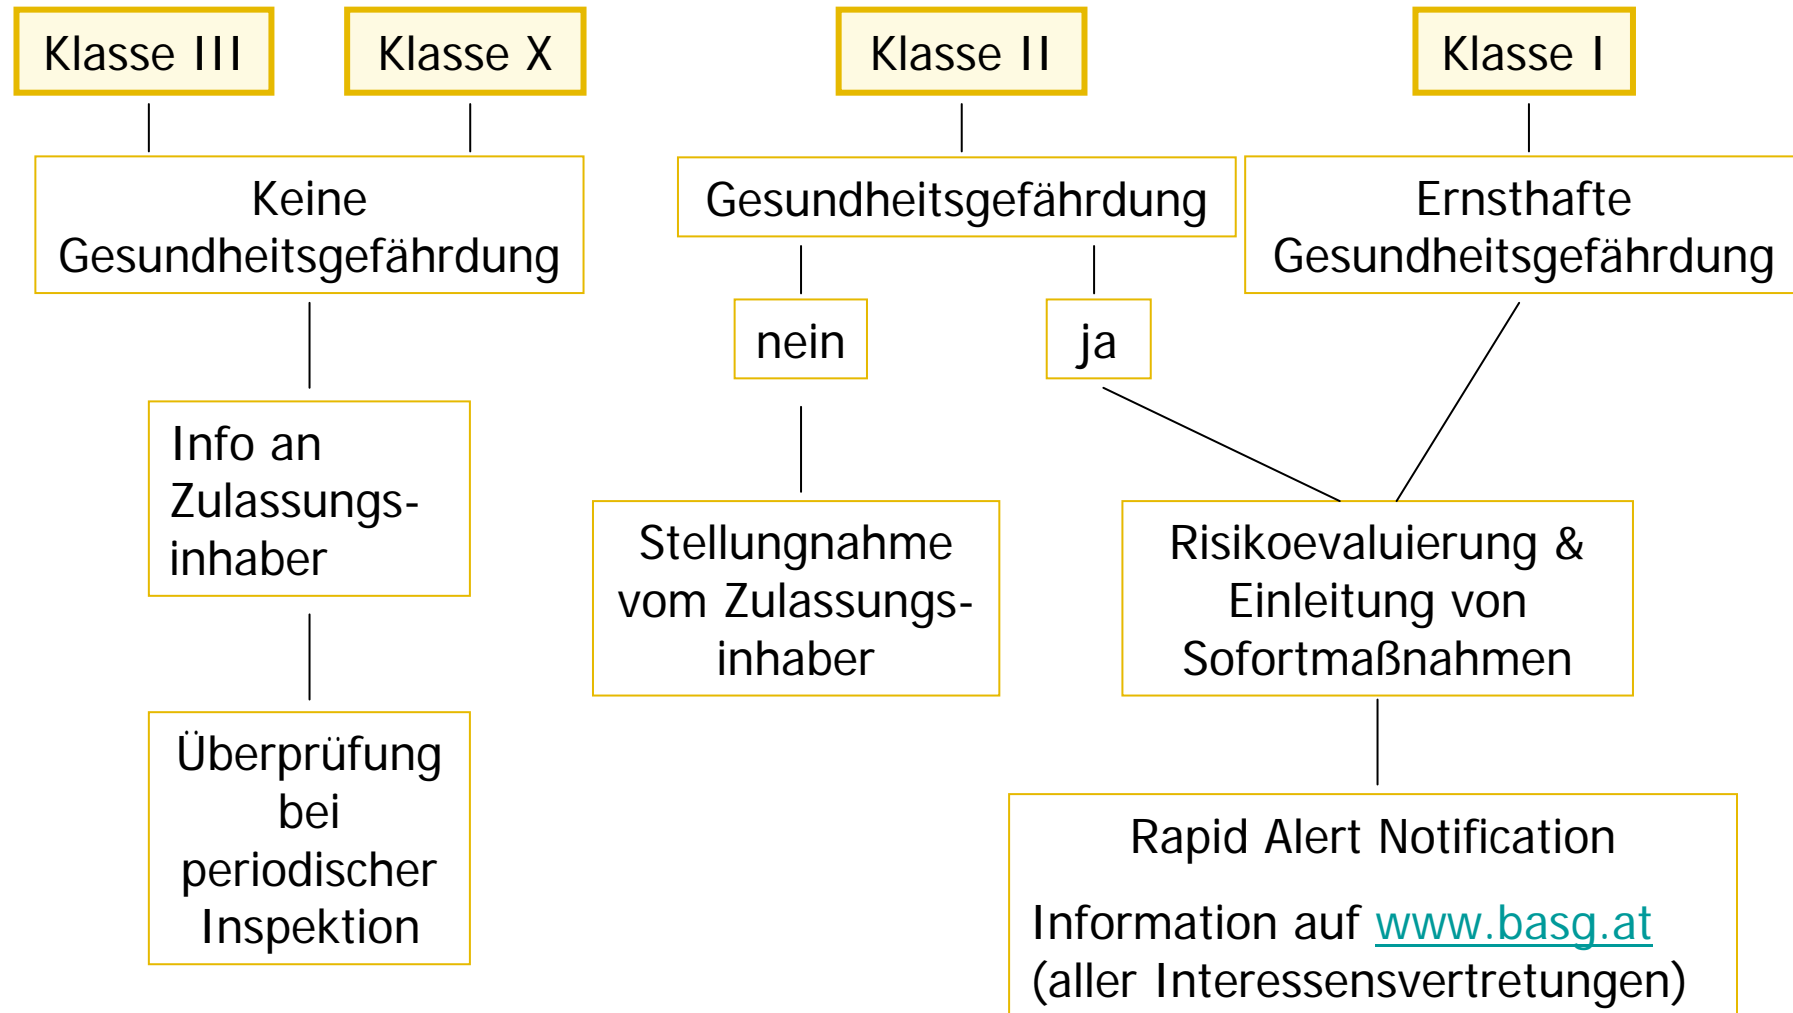 Klasse III
Klasse X
Klasse II
Klasse I
Keine
Gesundheitsgefährdung
Gesundheitsgefährdung
Ernsthafte
Gesundheitsgefährdung
nein
ja
Info an
Zulassungs-
inhaber
Stellungnahme
vom Zulassungs-
inhaber
Risikoevaluierung &
Einleitung von
Sofortmaßnahmen
Überprüfung
bei
periodischer
Inspektion
Rapid Alert Notification
Information auf www.basg.at
(aller Interessensvertretungen)